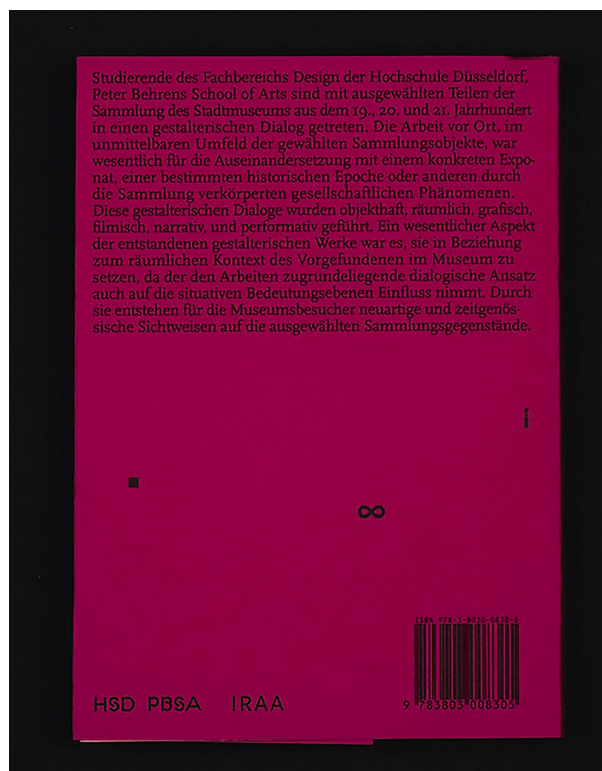 Studierende des Fachbereichs Design der Hochschule Düsseldorf,
Peter Behrens School of Arts sind mit ausgewählten Teilen der
Sammlung des Stadtmuseums aus dem 19., 20. und 21. Jahrhundert
in einen gestalterischen Dialog getreten. Die Arbeit vor Ort, im
unmittelbaren Umfeld der gewählten Sammlungsobjekte, war
wesentlich für die Auseinandersetzung mit einem konkreten Expo-
nat, einer bestimmten historischen Epoche oder anderen durch
die Sammlung verkörperten gesellschaftlichen Phänomenen.
Diese gestalterischen Dialoge wurden objekthaft, räumlich, grafisch,
filmisch, narrativ, und performativ geführt. Ein wesentlicher Aspekt
der entstandenen gestalterischen Werke war es, sie in Beziehung
zum räumlichen Kontext des Vorgefundenen im Museum zu
setzen, da der den Arbeiten zugrundeliegende dialogische Ansatz
auch auf die situativen Bedeutungsebenen Einfluss nimmt. Durch
sie entstehen für die Museumsbesucher neuartige und zeitgenös-
sische Sichtweisen auf die ausgewählten Sammlungsgegenstände.
i
∞
ISBN 978-3-8030-0830-5
9 783803 008305
HSD PBSA IRAA